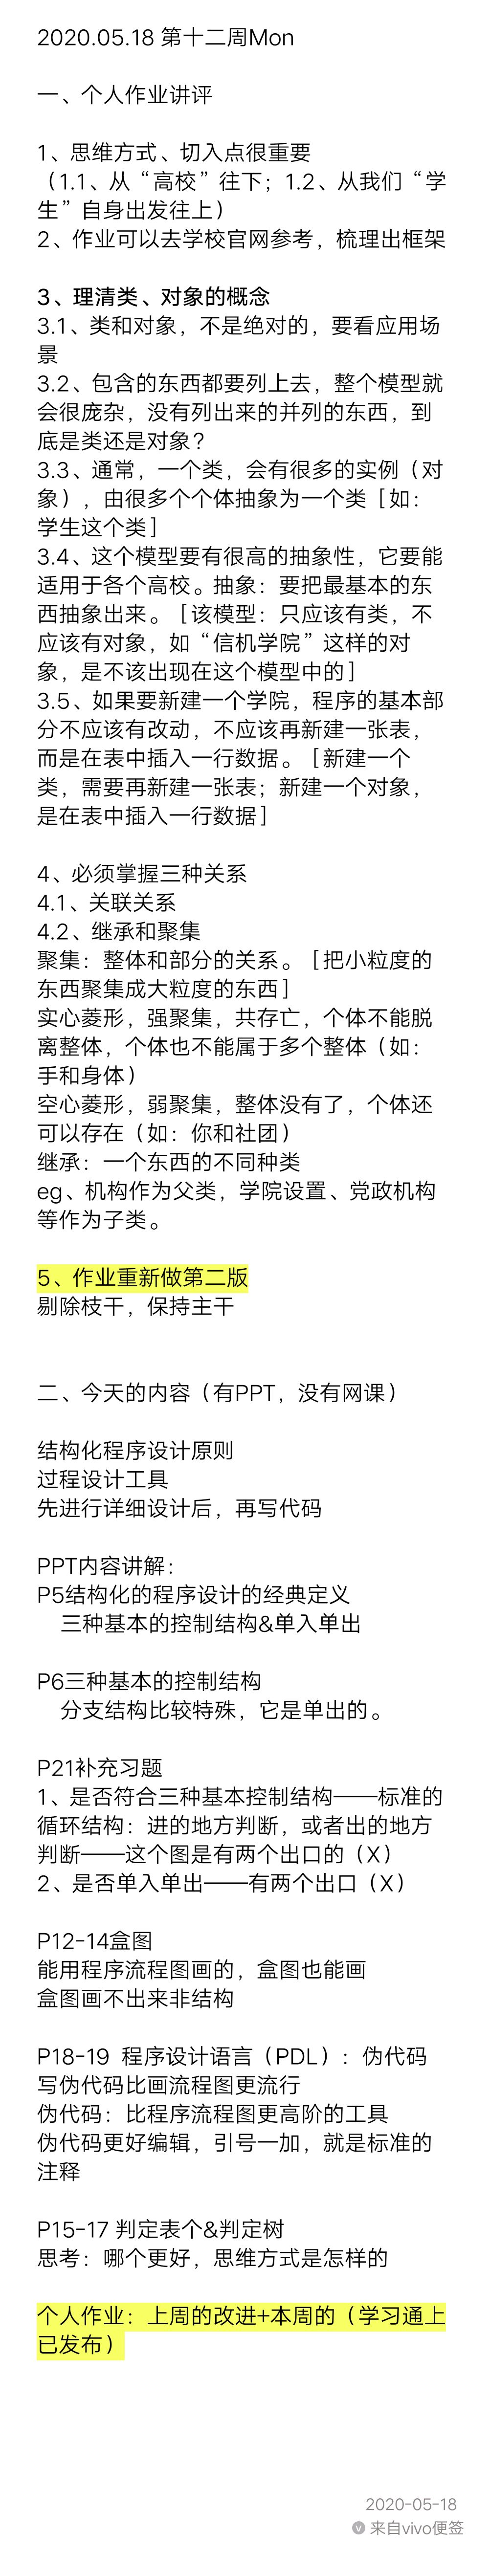 2020.05.18 第十二周Mon
一、个人作业讲评
1、思维方式、切入点很重要
（1.1、从“高校”往下；1.2、从我们“学
生”自身出发往上）
2、作业可以去学校官网参考，梳理出框架
3、理清类、对象的概念
3.1、类和对象，不是绝对的，要看应用场
景
3.2、包含的东西都要列上去，整个模型就
会很庞杂，没有列出来的并列的东西，到
底是类还是对象？
3.3、通常，一个类，会有很多的实例（对
象），由很多个个体抽象为一个类［如：
学生这个类］
3.4、这个模型要有很高的抽象性，它要能
适用于各个高校。抽象：要把最基本的东
西抽象出来。［该模型：只应该有类，不
应该有对象，如“信机学院”这样的对
象，是不该出现在这个模型中的］
3.5、如果要新建一个学院，程序的基本部
分不应该有改动，不应该再新建一张表，
而是在表中插入一行数据。［新建一个
类，需要再新建一张表；新建一个对象，
是在表中插入一行数据］
4、必须掌握三种关系
4.1、关联关系
4.2、继承和聚集
聚集：整体和部分的关系。［把小粒度的
东西聚集成大粒度的东西］
实心菱形，强聚集，共存亡，个体不能脱
离整体，个体也不能属于多个整体（如：
手和身体）
空心菱形，弱聚集，整体没有了，个体还
可以存在（如：你和社团）
继承：一个东西的不同种类
eg、机构作为父类，学院设置、党政机构
等作为子类。
5、作业重新做第二版
剔除枝干，保持主干
二、今天的内容（有PPT，没有网课）
结构化程序设计原则
过程设计工具
先进行详细设计后，再写代码
PPT内容讲解：
P5结构化的程序设计的经典定义
三种基本的控制结构&单入单出
P6三种基本的控制结构
分支结构比较特殊，它是单出的。
P21补充习题
1、是否符合三种基本控制结构——标准的
循环结构：进的地方判断，或者出的地方
判断——这个图是有两个出口的（X）
2、是否单入单出——有两个出口（X）
P12-14盒图
能用程序流程图画的，盒图也能画
盒图画不出来非结构
P18-19 程序设计语言（PDL）：伪代码
写伪代码比画流程图更流行
伪代码：比程序流程图更高阶的工具
伪代码更好编辑，引号一加，就是标准的
注释
P15-17 判定表个&判定树
思考：哪个更好，思维方式是怎样的
个人作业：上周的改进+本周的（学习通上
已发布）
2020-05-18
来自vivo便签